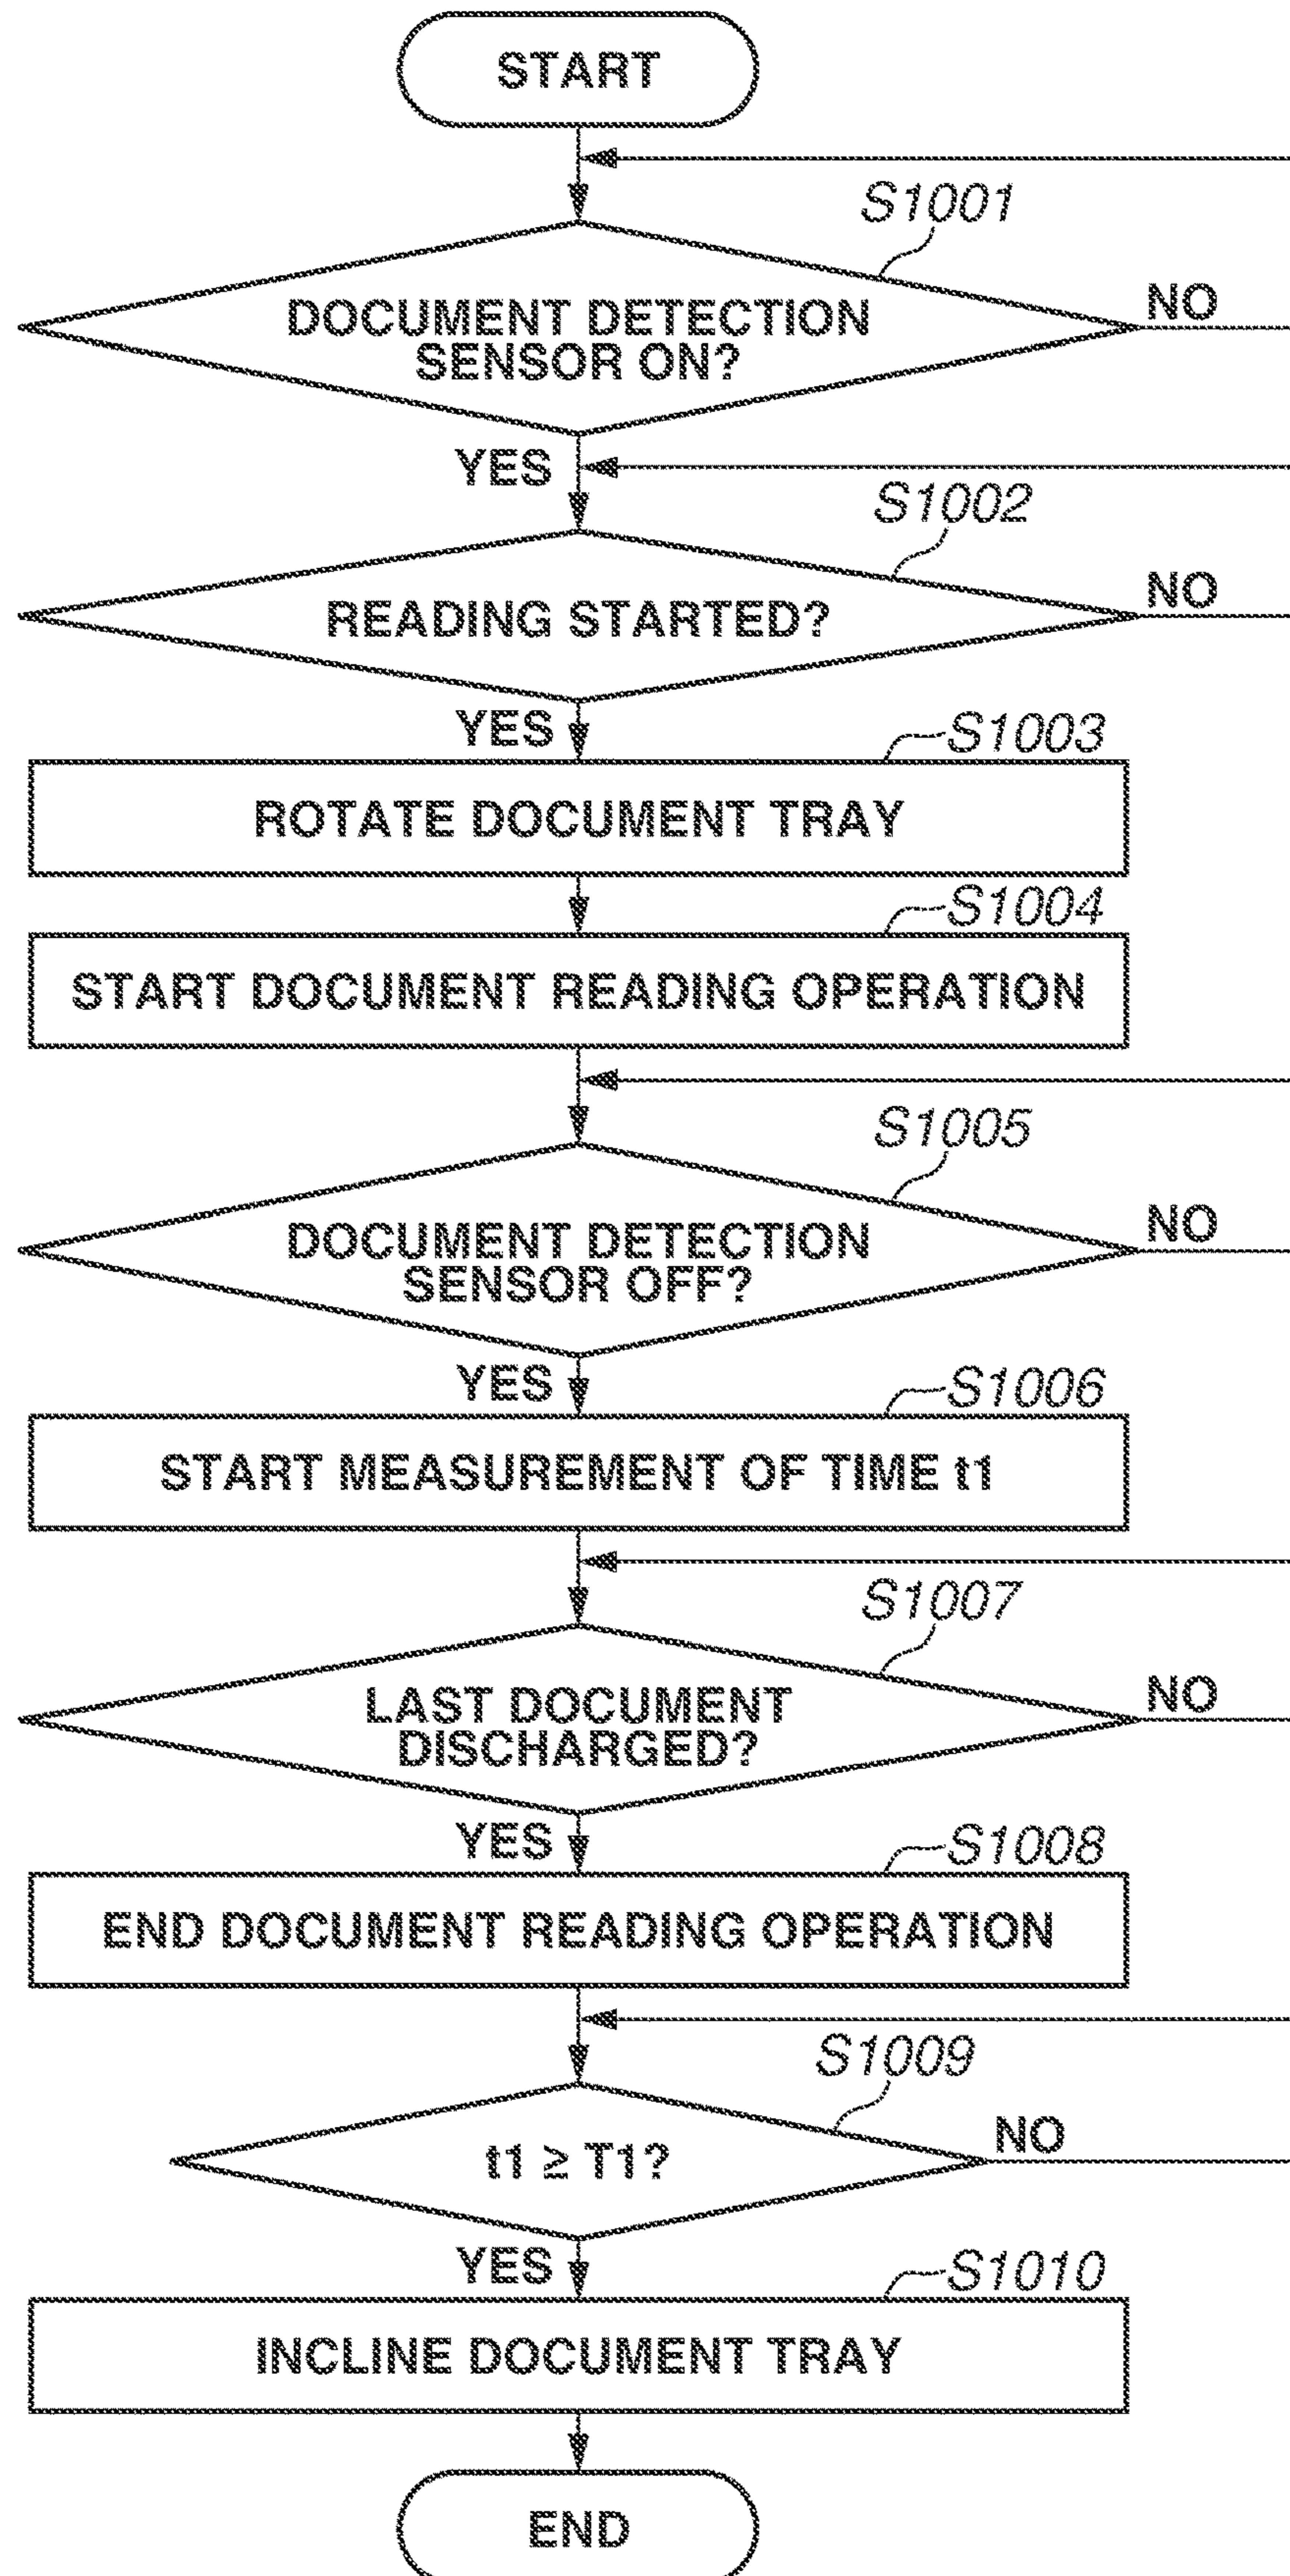 START
S1001
DOCUMENT DETECTION
SENSOR ON?
NO
YES
S1002
READING STARTED?
NO
YES
S1003
ROTATE DOCUMENT TRAY
S1004
START DOCUMENT READING OPERATION
S1005
DOCUMENT DETECTION
SENSOR OFF?
NO
YES
S1006
START MEASUREMENT OF TIME t1
S1007
LAST DOCUMENT
DISCHARGED?
NO
YES
S1008
END DOCUMENT READING OPERATION
S1009
t1 ≥ T1?
NO
YES
S1010
INCLINE DOCUMENT TRAY
END